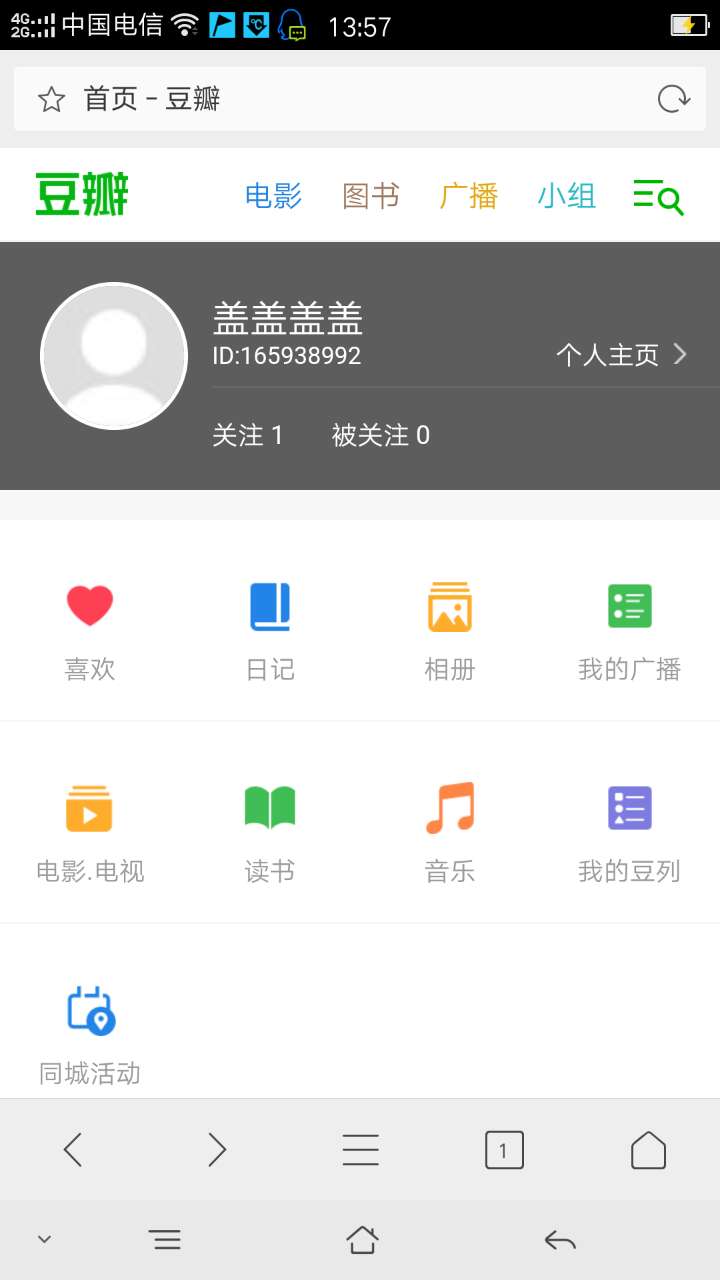 4G 2G 中国电信 13:57
首页 - 豆瓣
豆瓣 电影 图书 广播 小组
盖盖盖盖
ID:165938992 个人主页
关注 1 被关注 0
喜欢 日记 相册 我的广播
电影.电视 读书 音乐 我的豆列
同城活动
1